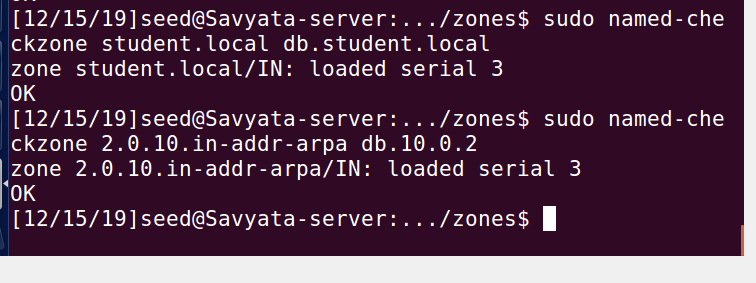 [12/15/19]seed@Savyata-server:.../zones$ sudo named-che
ckzone student.local db.student.local
zone student.local/IN: loaded serial 3
OK
[12/15/19]seed@Savyata-server:.../zones$ sudo named-che
ckzone 2.0.10.in-addr-arpa db.10.0.2
zone 2.0.10.in-addr-arpa/IN: loaded serial 3
OK
[12/15/19]seed@Savyata-server:.../zones$